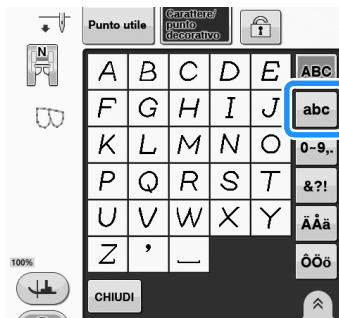 Punto utile
Carattere/
punto
decorativo
N
A B C D E ABC
F G H I J abc
K L M N O 0~9,.
P Q R S T &?!
U V W X Y ÄÅä
Z ' _ ÔÖö
100%
CHIUDI